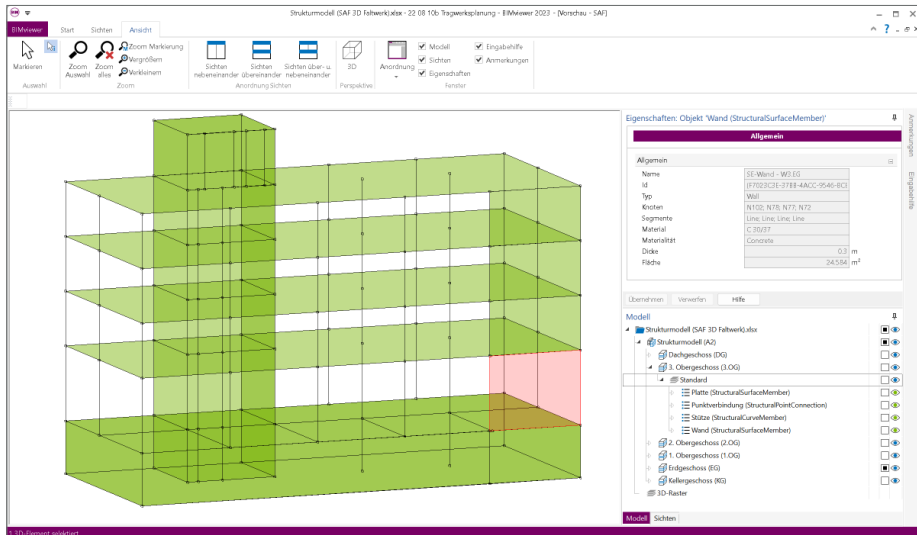 Strukturmodell (SAF 3D Faltwerk).xlsx - 22 08 10b Tragwerksplanung - BIMviewer 2023 - [Vorschau - SAF]
BIMviewer Start Sichten Ansicht
Markieren
Zoom Auswahl
Zoom alles
Zoom Markierung
Vergrößern
Verkleinern
Sichten nebeneinander
Sichten übereinander
Sichten über- u. nebeneinander
3D
Anordnung
Modell
Sichten
Eigenschaften
Eingabehilfe
Anmerkungen
Auswahl Zoom Anordnung Sichten Perspektive Fenster
Eigenschaften: Objekt 'Wand (StructuralSurfaceMember)'
Allgemein
Allgemein
Name SE-Wand - W3.EG
Id
Typ Wall
Knoten N102; N78; N77; N72
Segmente Line; Line; Line; Line
Material C 30/37
Materialität Concrete
Dicke 0.2 m
Fläche 24.584 m²
Übernehmen Verwerfen Hilfe
Modell
Strukturmodell (SAF 3D Faltwerk).xlsx
Strukturmodell (A2)
Dachgeschoss (DG)
3. Obergeschoss (3.OG)
Standard
Platte (StructuralSurfaceMember)
Punktverbindung (StructuralPointConnection)
Stütze (StructuralCurveMember)
Wand (StructuralSurfaceMember)
2. Obergeschoss (2.OG)
1. Obergeschoss (1.OG)
Erdgeschoss (EG)
Kellergeschoss (KG)
3D-Raster
Modell Sichten
Anmerkungen
Eingabehilfe
1 3D-Element selektiert